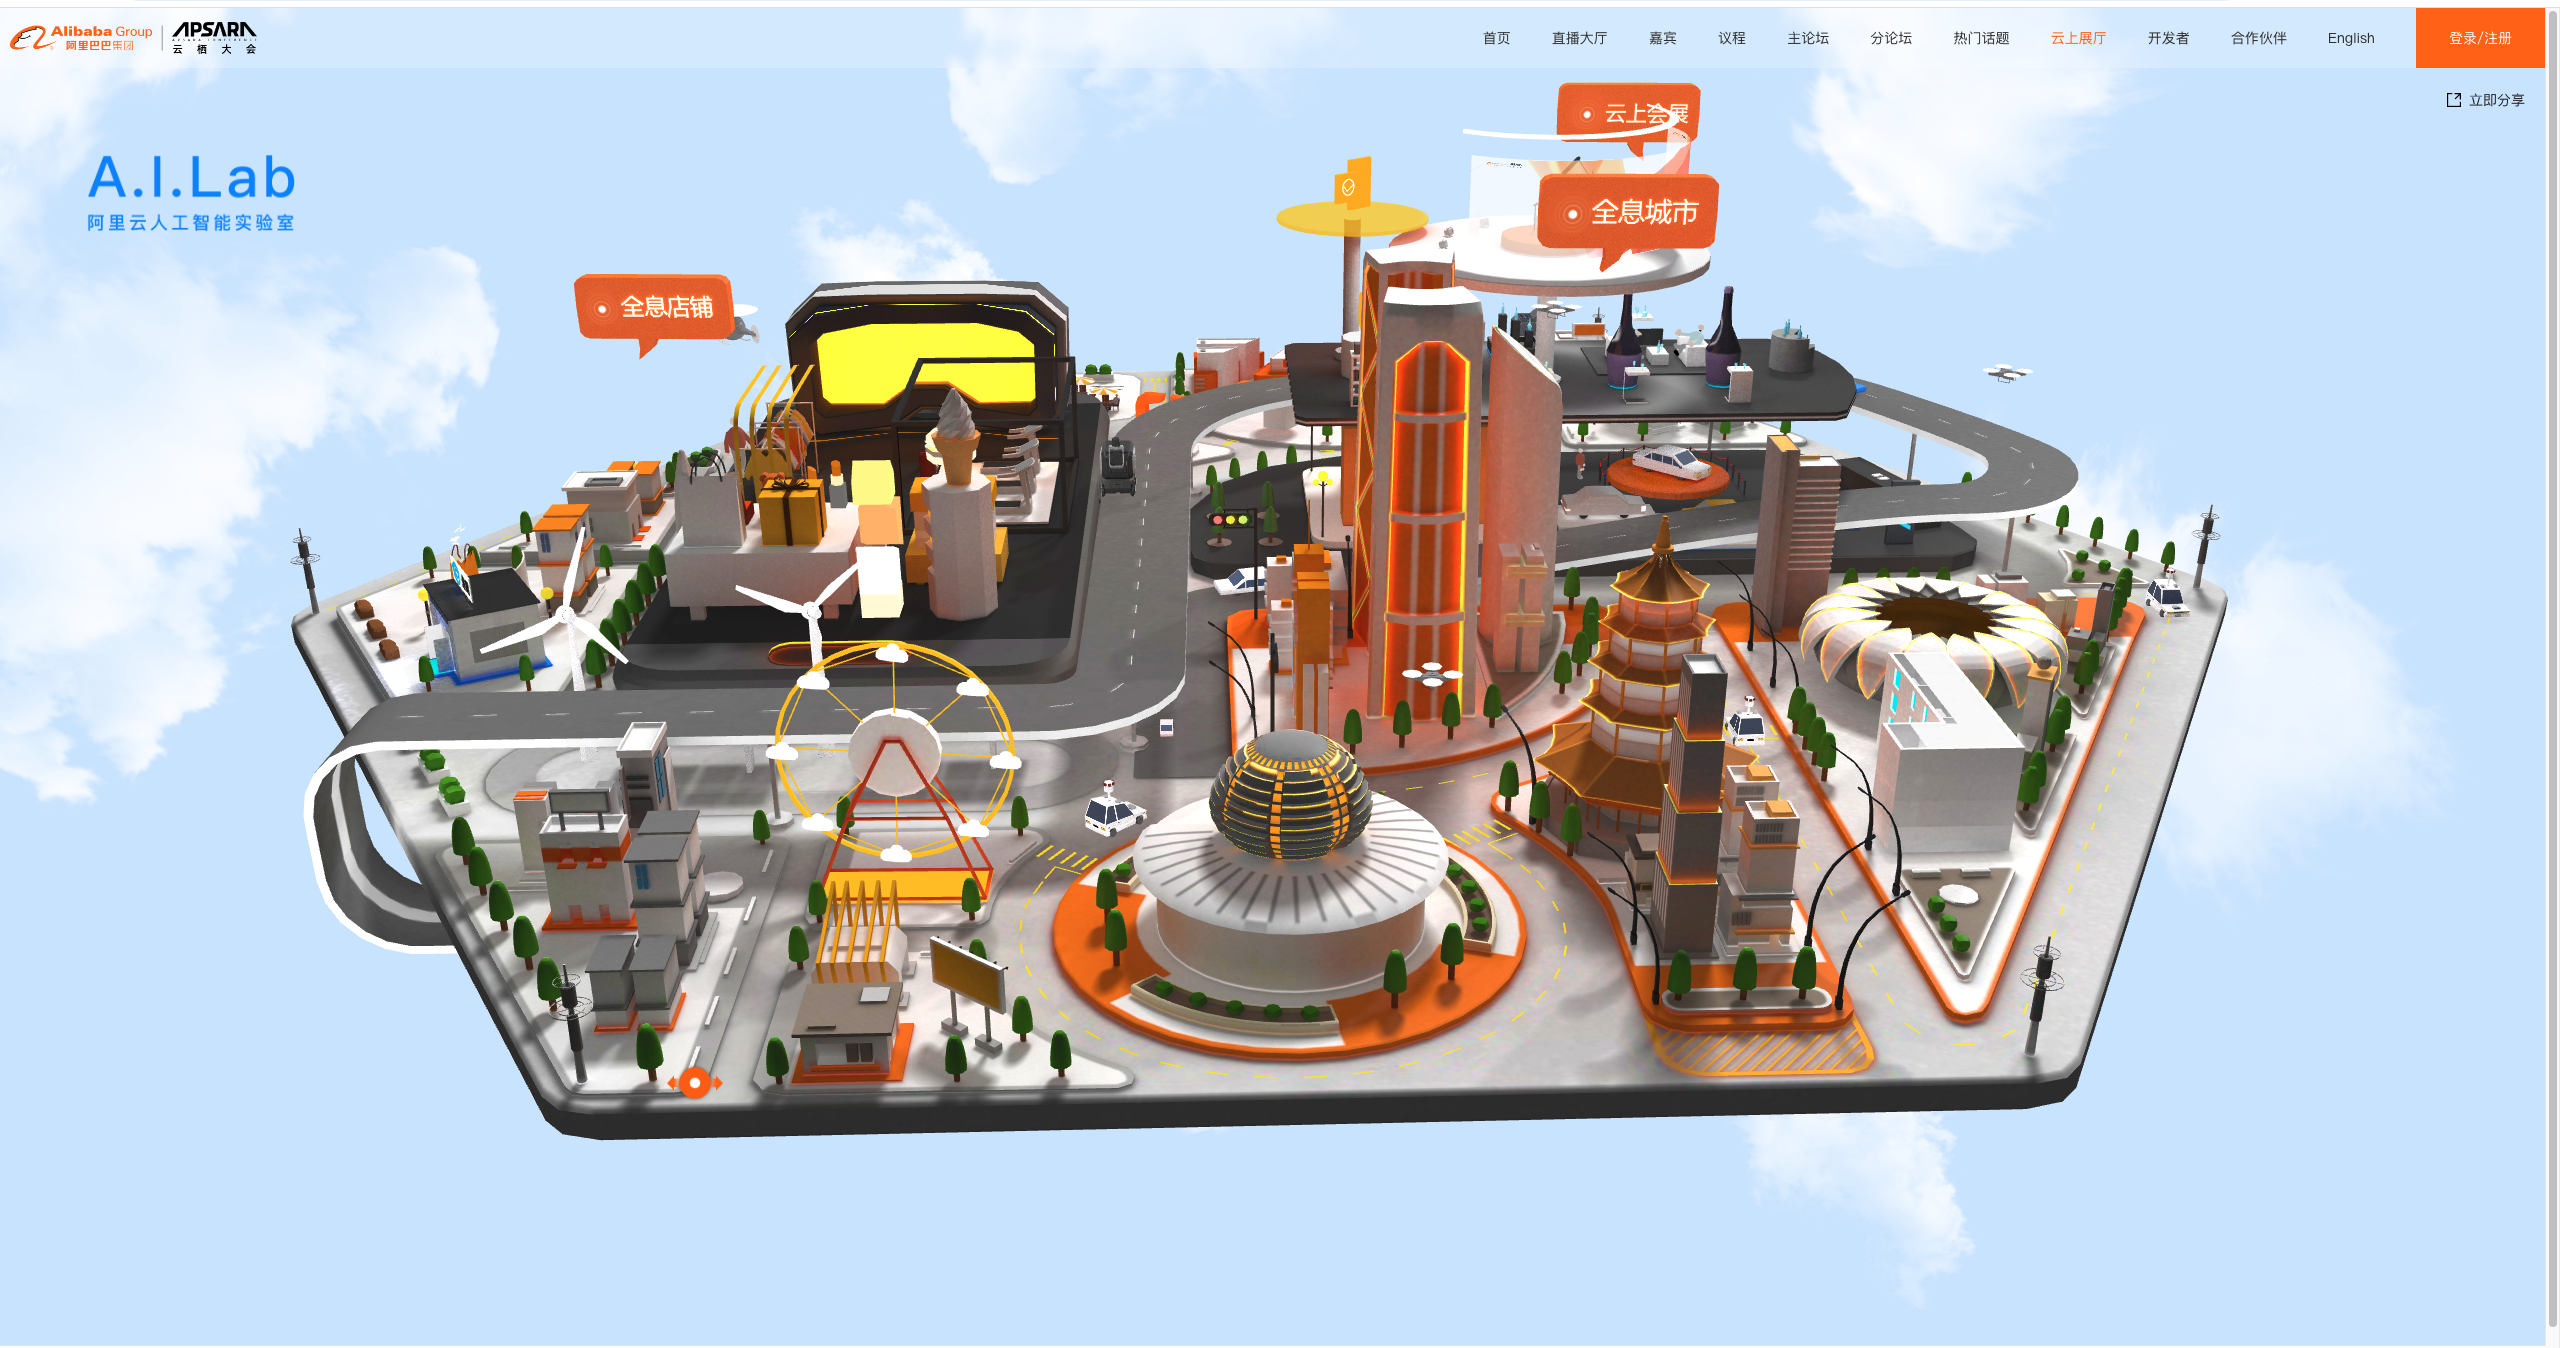 Alibaba Group
阿里巴巴集团
APSARA
APSARA CONFERENCE
云栖大会
首页
直播大厅
嘉宾
议程
主论坛
分论坛
热门话题
云上展厅
开发者
合作伙伴
English
登录/注册
立即分享
云上会展
A.I.Lab
阿里云人工智能实验室
全息城市
全息店铺